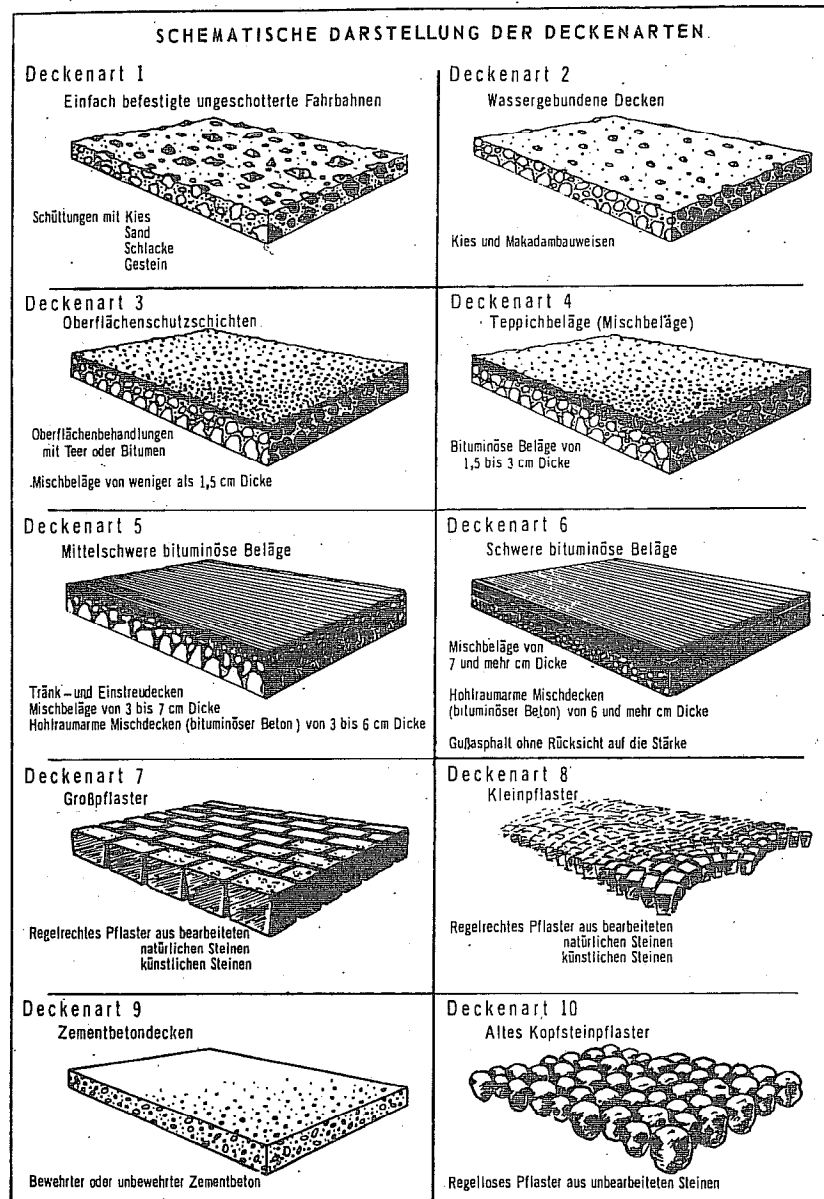 SCHEMATISCHE DARSTELLUNG DER DECKENARTEN
Deckenart 1
Einfach befestigte ungeschotterte Fahrbahnen
Schüttungen mit Kies
Sand
Schlacke
Gestein
Deckenart 2
Wassergebundene Decken
Kies und Makadambauweisen
Deckenart 3
Oberflächenschutzschichten
Oberflächenbehandlungen
mit Teer oder Bitumen
Mischbeläge von weniger als 1,5 cm Dicke
Deckenart 4
Teppichbeläge (Mischbeläge)
Bituminöse Beläge von
1,5 bis 3 cm Dicke
Deckenart 5
Mittelschwere bituminöse Beläge
Tränk- und Einstreudecken
Mischbeläge von 3 bis 7 cm Dicke
Hohlraumarme Mischdecken (bituminöser Beton) von 3 bis 6 cm Dicke
Deckenart 6
Schwere bituminöse Beläge
Mischbeläge von
7 und mehr cm Dicke
Hohlraumarme Mischdecken
(bituminöser Beton) von 6 und mehr cm Dicke
Gußasphalt ohne Rücksicht auf die Stärke
Deckenart 7
Großpflaster
Regelrechtes Pflaster aus bearbeiteten
natürlichen Steinen
künstlichen Steinen
Deckenart 8
Kleinpflaster
Regelrechtes Pflaster aus bearbeiteten
natürlichen Steinen
künstlichen Steinen
Deckenart 9
Zementbetondecken
Bewehrter oder unbewehrter Zementbeton
Deckenart 10
Altes Kopfsteinpflaster
Regelloses Pflaster aus unbearbeiteten Steinen